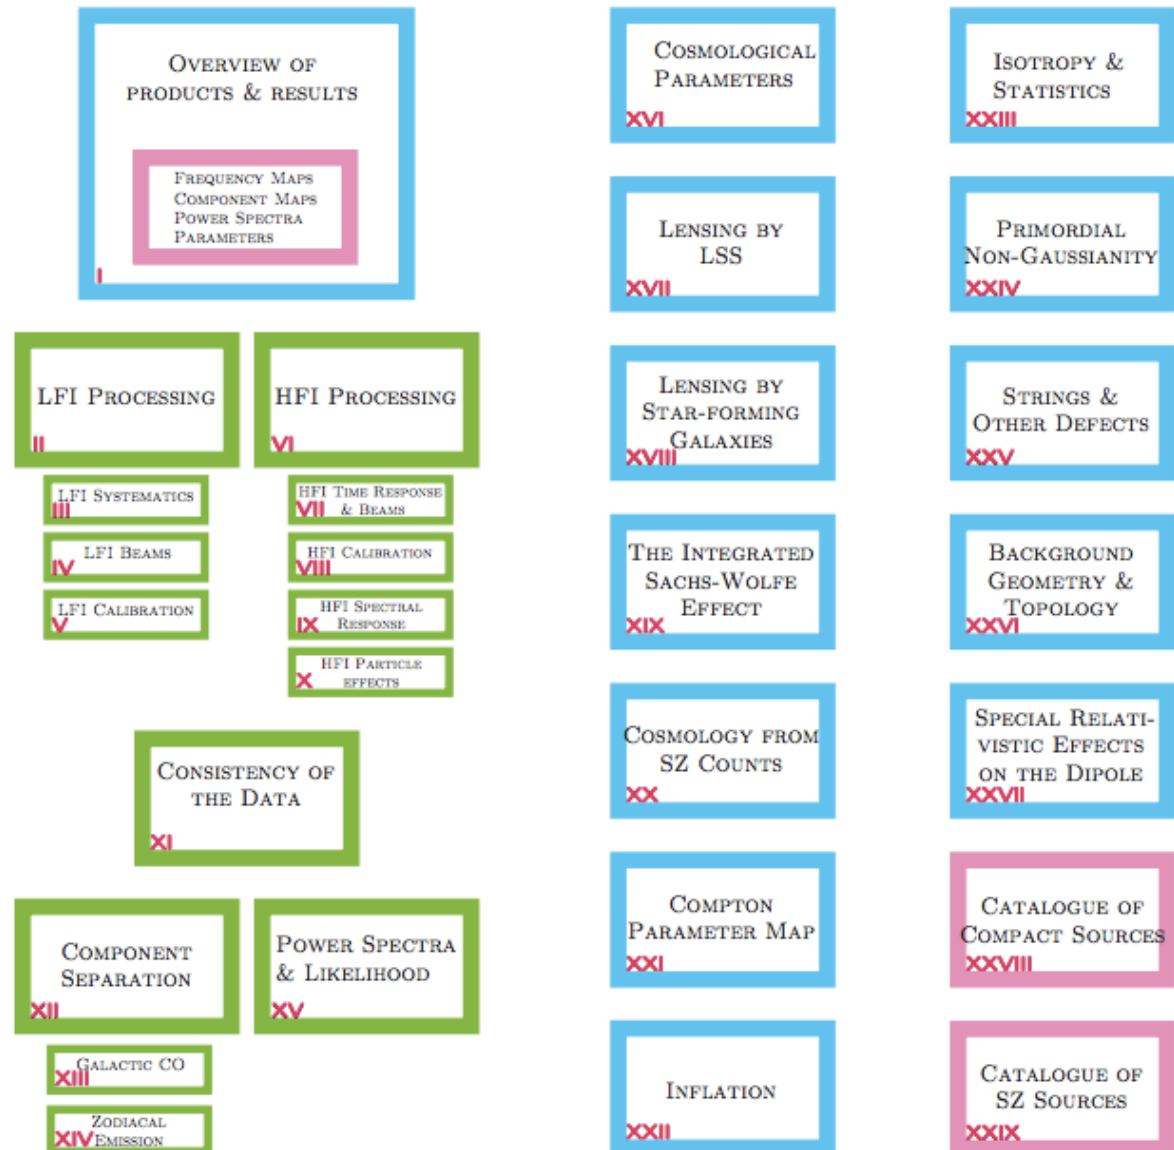 OVERVIEW OF
PRODUCTS & RESULTS
FREQUENCY MAPS
COMPONENT MAPS
POWER SPECTRA
PARAMETERS
I
LFI PROCESSING
II
HFI PROCESSING
VI
LFI SYSTEMATICS
III
LFI BEAMS
IV
LFI CALIBRATION
V
HFI TIME RESPONSE
& BEAMS
VII
HFI CALIBRATION
VIII
HFI SPECTRAL
RESPONSE
IX
HFI PARTICLE
EFFECTS
X
CONSISTENCY OF
THE DATA
XI
COMPONENT
SEPARATION
XII
POWER SPECTRA
& LIKELIHOOD
XV
GALACTIC CO
XIII
ZODIACAL
EMISSION
XIV
COSMOLOGICAL
PARAMETERS
XVI
LENSING BY
LSS
XVII
LENSING BY
STAR-FORMING
GALAXIES
XVIII
THE INTEGRATED
SACHS-WOLFE
EFFECT
XIX
COSMOLOGY FROM
SZ COUNTS
XX
COMPTON
PARAMETER MAP
XXI
INFLATION
XXII
ISOTROPY &
STATISTICS
XXIII
PRIMORDIAL
NON-GAUSSIANITY
XXIV
STRINGS &
OTHER DEFECTS
XXV
BACKGROUND
GEOMETRY &
TOPOLOGY
XXVI
SPECIAL RELATI-
VISTIC EFFECTS
ON THE DIPOLE
XXVII
CATALOGUE OF
COMPACT SOURCES
XXVIII
CATALOGUE OF
SZ SOURCES
XXIX